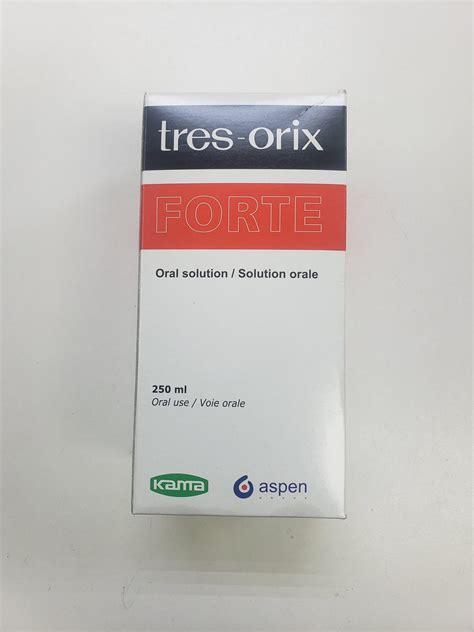 tres-orix
FORTE
Oral solution / Solution orale
250 ml
Oral use / Voie orale
Kama
aspen